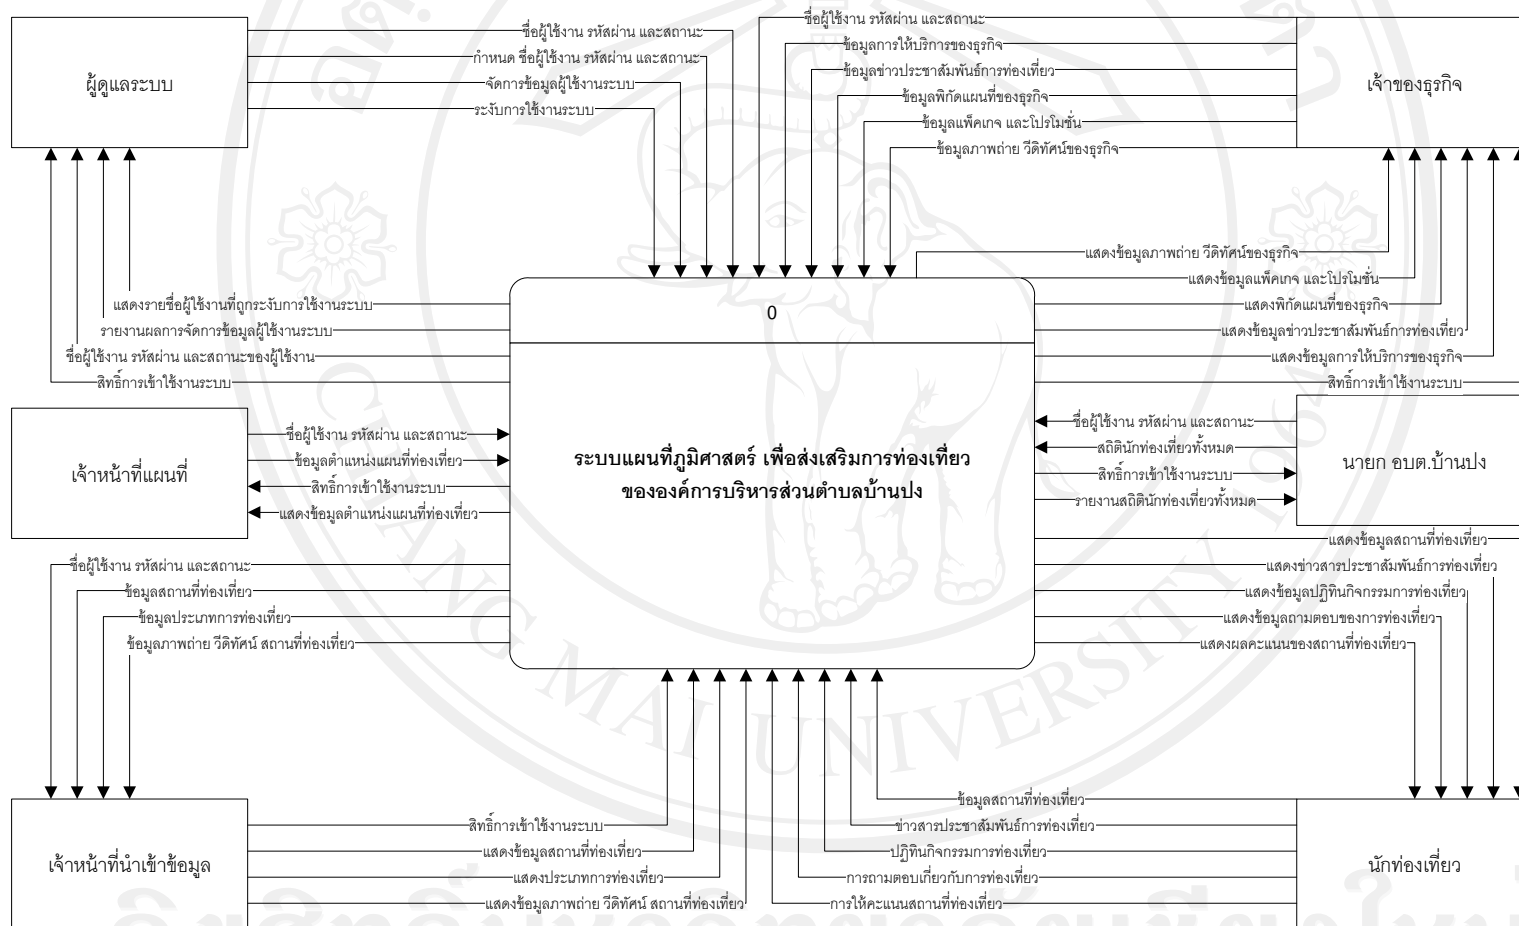 ผู้ดูแลระบบ
ชื่อผู้ใช้งาน รหัสผ่าน และสถานะ
กำหนด ชื่อผู้ใช้งาน รหัสผ่าน และสถานะ
จัดการข้อมูลผู้ใช้งานระบบ
ระงับการใช้งานระบบ
ชื่อผู้ใช้งาน รหัสผ่าน และสถานะ
ข้อมูลการให้บริการของธุรกิจ
ข้อมูลข่าวประชาสัมพันธ์การท่องเที่ยว
ข้อมูลพิกัดแผนที่ของธุรกิจ
ข้อมูลแพ็คเกจ และโปรโมชั่น
ข้อมูลภาพถ่าย วีดิทัศน์ของธุรกิจ
เจ้าของธุรกิจ
แสดงรายชื่อผู้ใช้งานที่ถูกระงับการใช้งานระบบ
รายงานผลการจัดการข้อมูลผู้ใช้งานระบบ
ชื่อผู้ใช้งาน รหัสผ่าน และสถานะของผู้ใช้งาน
สิทธิ์การเข้าใช้งานระบบ
แสดงข้อมูลภาพถ่าย วีดิทัศน์ของธุรกิจ
แสดงข้อมูลแพ็คเกจ และโปรโมชั่น
แสดงพิกัดแผนที่ของธุรกิจ
แสดงข้อมูลข่าวประชาสัมพันธ์การท่องเที่ยว
แสดงข้อมูลการให้บริการของธุรกิจ
สิทธิ์การเข้าใช้งานระบบ
0
ระบบแผนที่ภูมิศาสตร์ เพื่อส่งเสริมการท่องเที่ยว
ขององค์การบริหารส่วนตำบลบ้านปง
เจ้าหน้าที่แผนที่
ชื่อผู้ใช้งาน รหัสผ่าน และสถานะ
ข้อมูลตำแหน่งแผนที่ท่องเที่ยว
สิทธิ์การเข้าใช้งานระบบ
แสดงข้อมูลตำแหน่งแผนที่ท่องเที่ยว
ชื่อผู้ใช้งาน รหัสผ่าน และสถานะ
สถิตินักท่องเที่ยวทั้งหมด
สิทธิ์การเข้าใช้งานระบบ
รายงานสถิตินักท่องเที่ยวทั้งหมด
นายก อบต.บ้านปง
ชื่อผู้ใช้งาน รหัสผ่าน และสถานะ
ข้อมูลสถานที่ท่องเที่ยว
ข้อมูลประเภทการท่องเที่ยว
ข้อมูลภาพถ่าย วีดิทัศน์ สถานที่ท่องเที่ยว
แสดงข้อมูลสถานที่ท่องเที่ยว
แสดงข่าวสารประชาสัมพันธ์การท่องเที่ยว
แสดงข้อมูลปฏิทินกิจกรรมการท่องเที่ยว
แสดงข้อมูลถามตอบของการท่องเที่ยว
แสดงผลคะแนนของสถานที่ท่องเที่ยว
เจ้าหน้าที่นำเข้าข้อมูล
สิทธิ์การเข้าใช้งานระบบ
แสดงข้อมูลสถานที่ท่องเที่ยว
แสดงประเภทการท่องเที่ยว
แสดงข้อมูลภาพถ่าย วีดิทัศน์ สถานที่ท่องเที่ยว
ข้อมูลสถานที่ท่องเที่ยว
ข่าวสารประชาสัมพันธ์การท่องเที่ยว
ปฏิทินกิจกรรมการท่องเที่ยว
การถามตอบเกี่ยวกับการท่องเที่ยว
การให้คะแนนสถานที่ท่องเที่ยว
นักท่องเที่ยว
CHIANG MAI UNIVERSITY 1964